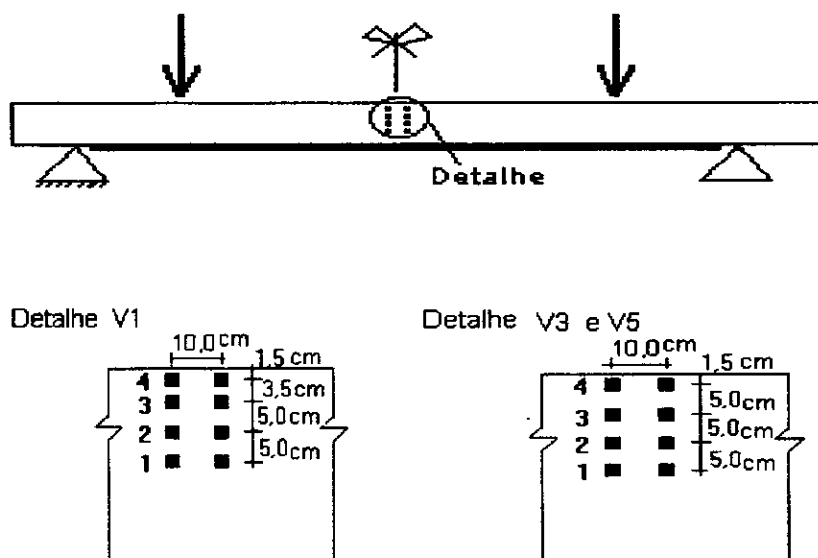 Detalhe
Detalhe V1
10,0cm
1,5 cm
4
3,5cm
3
5,0cm
2
5,0cm
1
Detalhe V3 e V5
10,0cm
1,5 cm
4
5,0cm
3
5,0cm
2
5,0cm
1